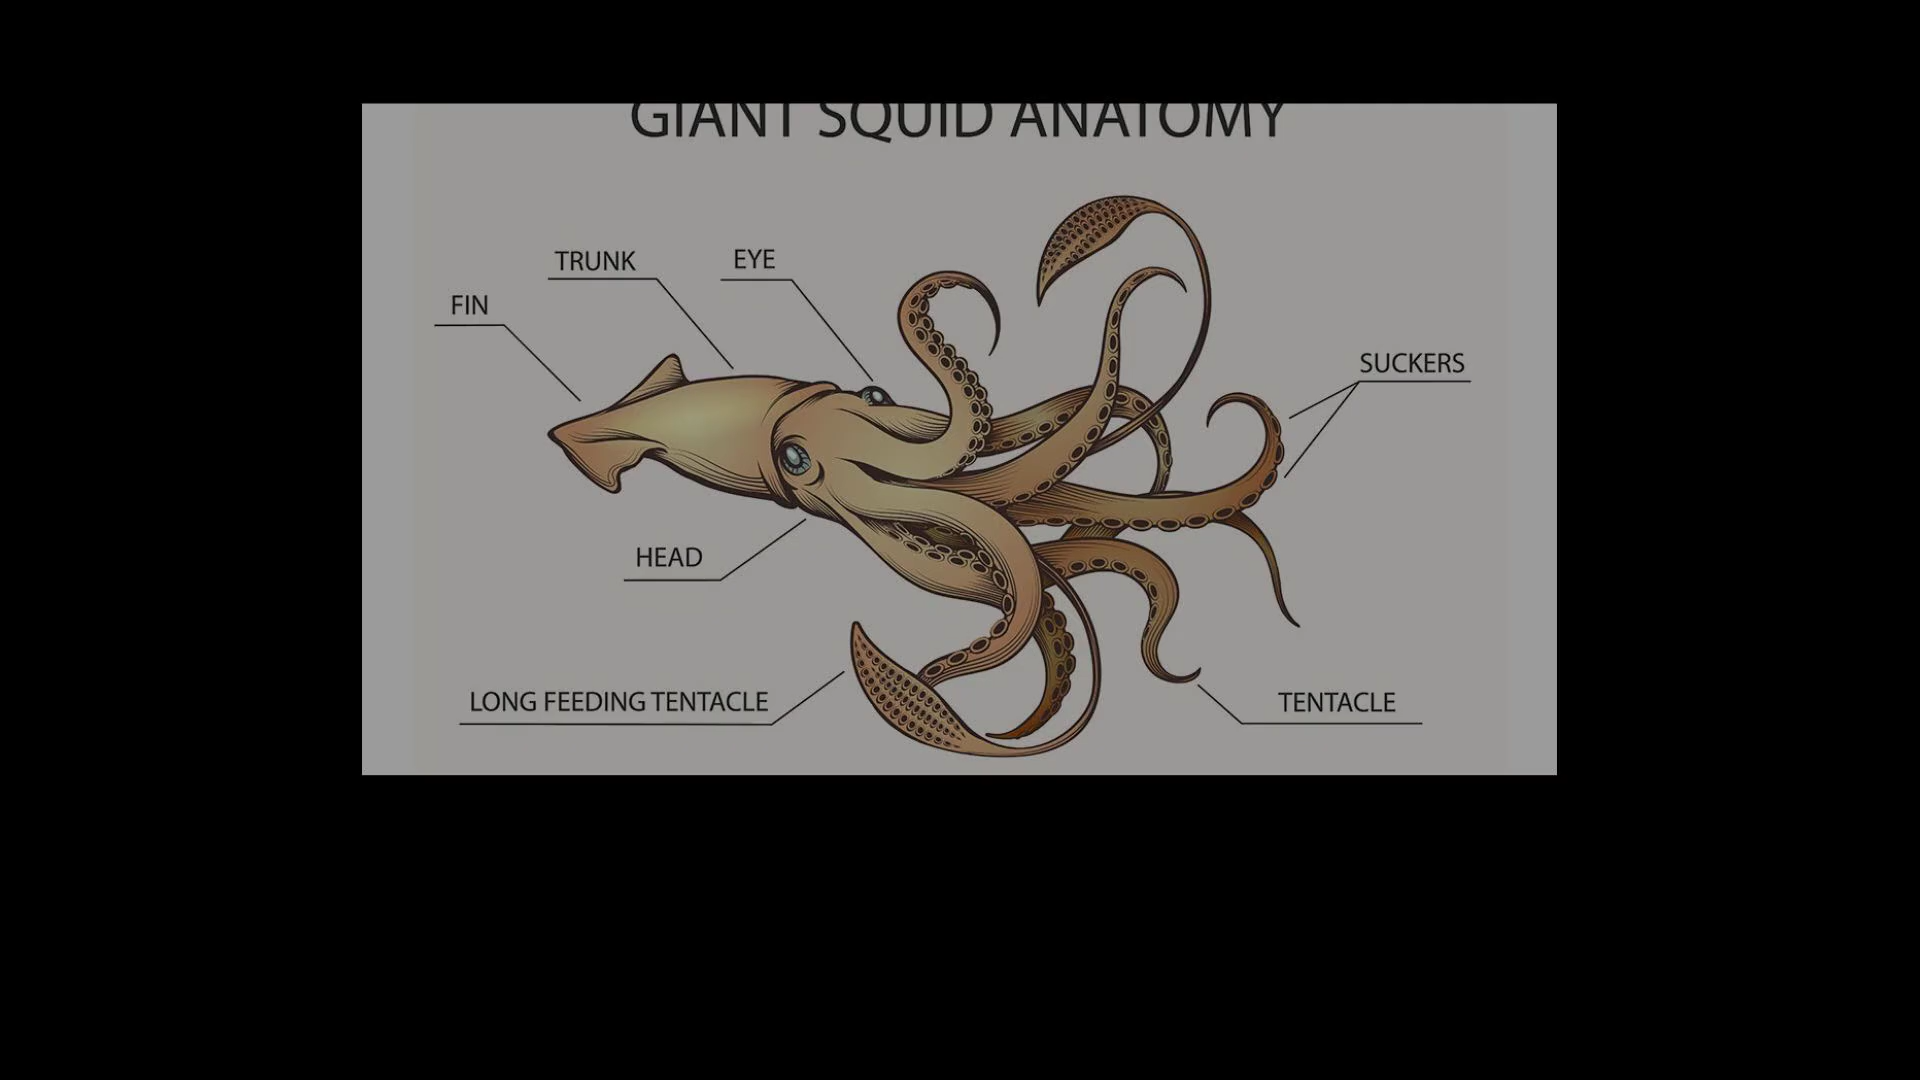 GIANT SQUID ANATOMY
TRUNK
EYE
FIN
SUCKERS
HEAD
LONG FEEDING TENTACLE
TENTACLE